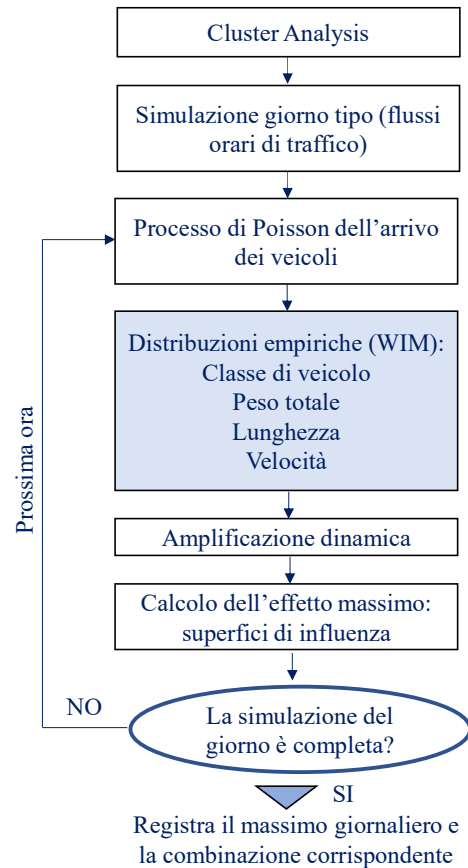 Cluster Analysis
Simulazione giorno tipo (flussi
orari di traffico)
Processo di Poisson dell’arrivo
dei veicoli
Distribuzioni empiriche (WIM):
Classe di veicolo
Peso totale
Lunghezza
Velocità
Prossima ora
Amplificazione dinamica
Calcolo dell’effetto massimo:
superfici di influenza
NO
La simulazione del
giorno è completa?
SI
Registra il massimo giornaliero e
la combinazione corrispondente